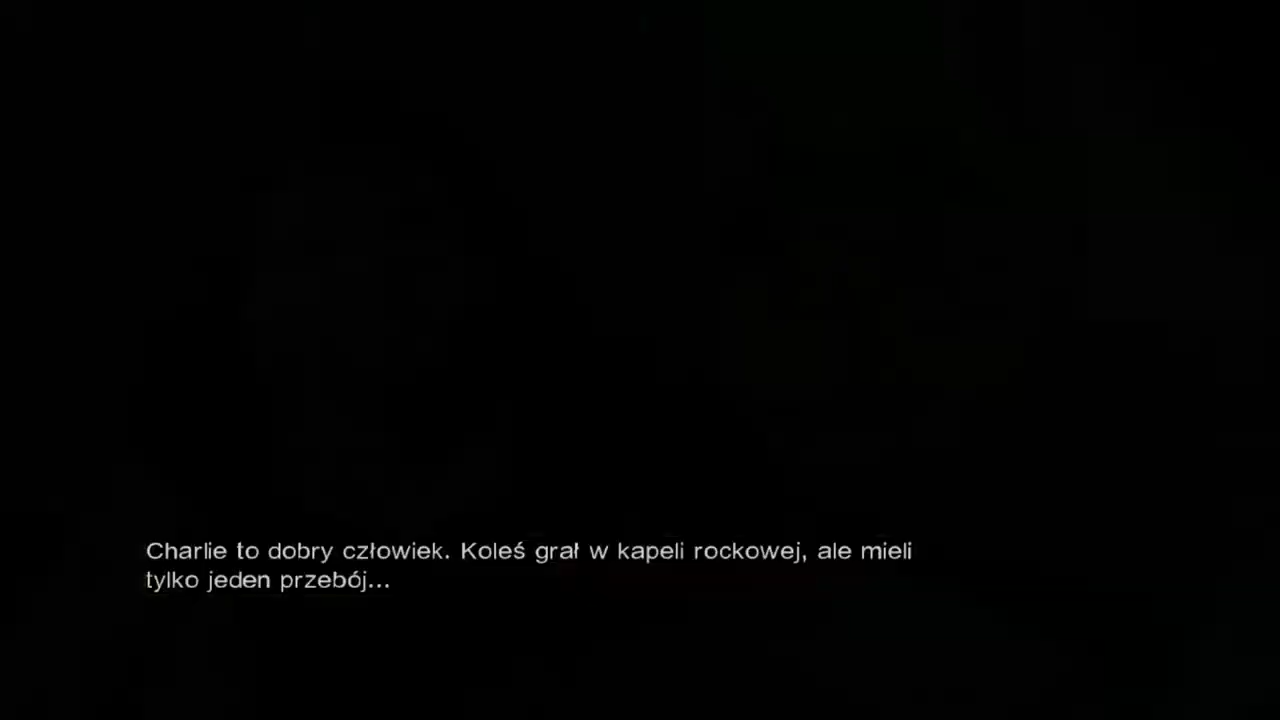 Charlie to dobry człowiek. Koleś grał w kapeli rockowej, ale mieli
tylko jeden przebój...